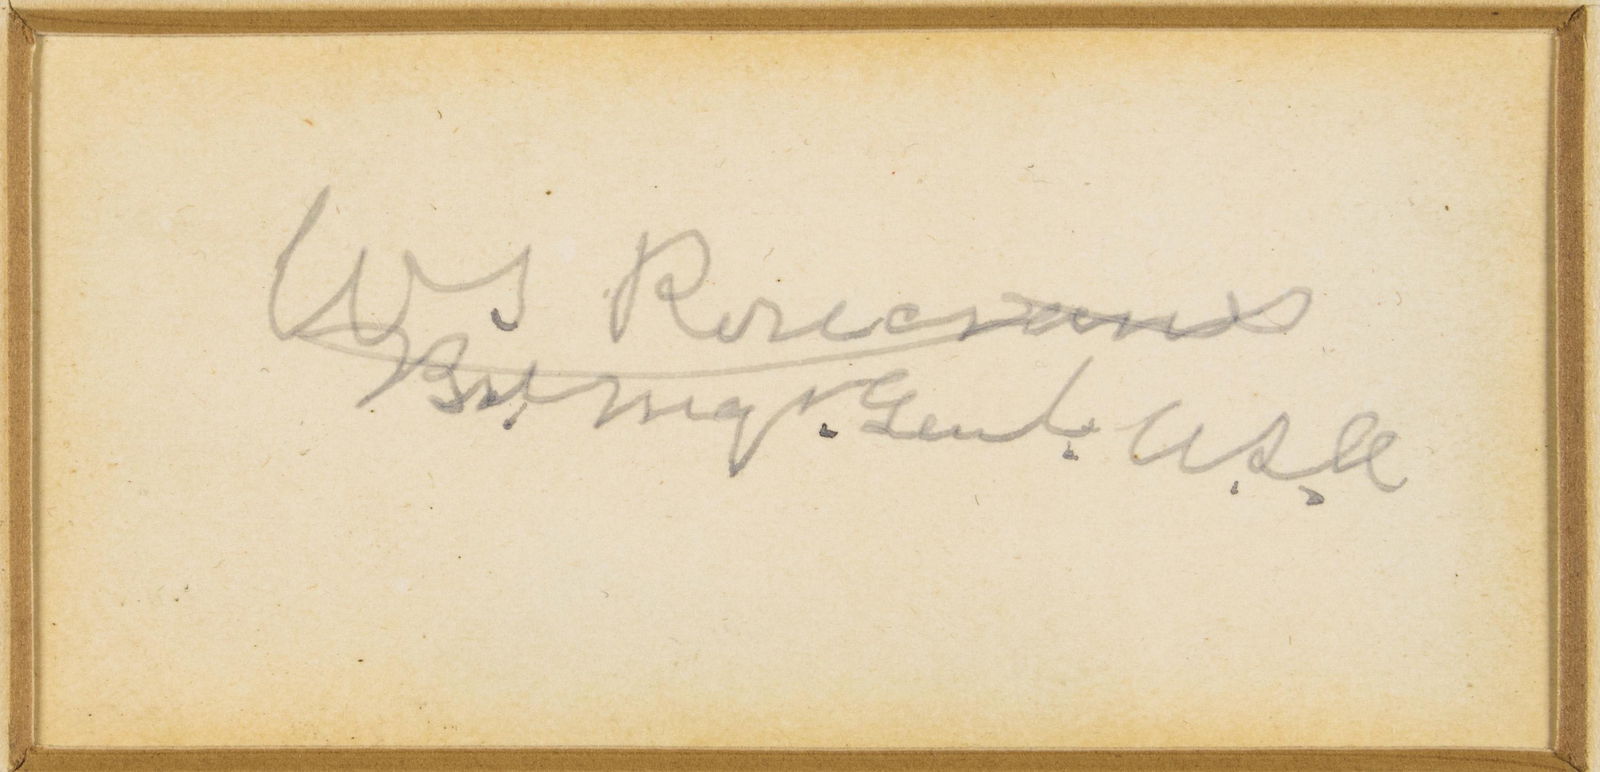 W S Rosecrans
Bvt. Maj. Genl. U.S.A.